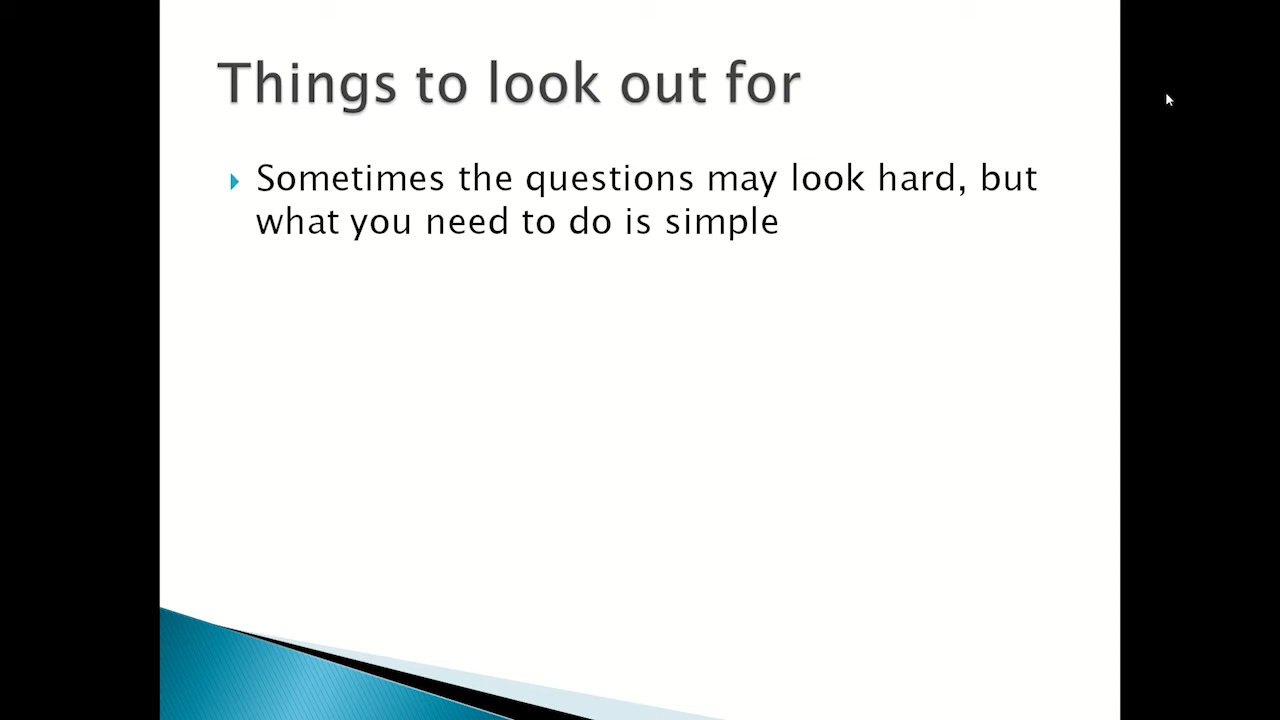 Things to look out for
Sometimes the questions may look hard, but
what you need to do is simple